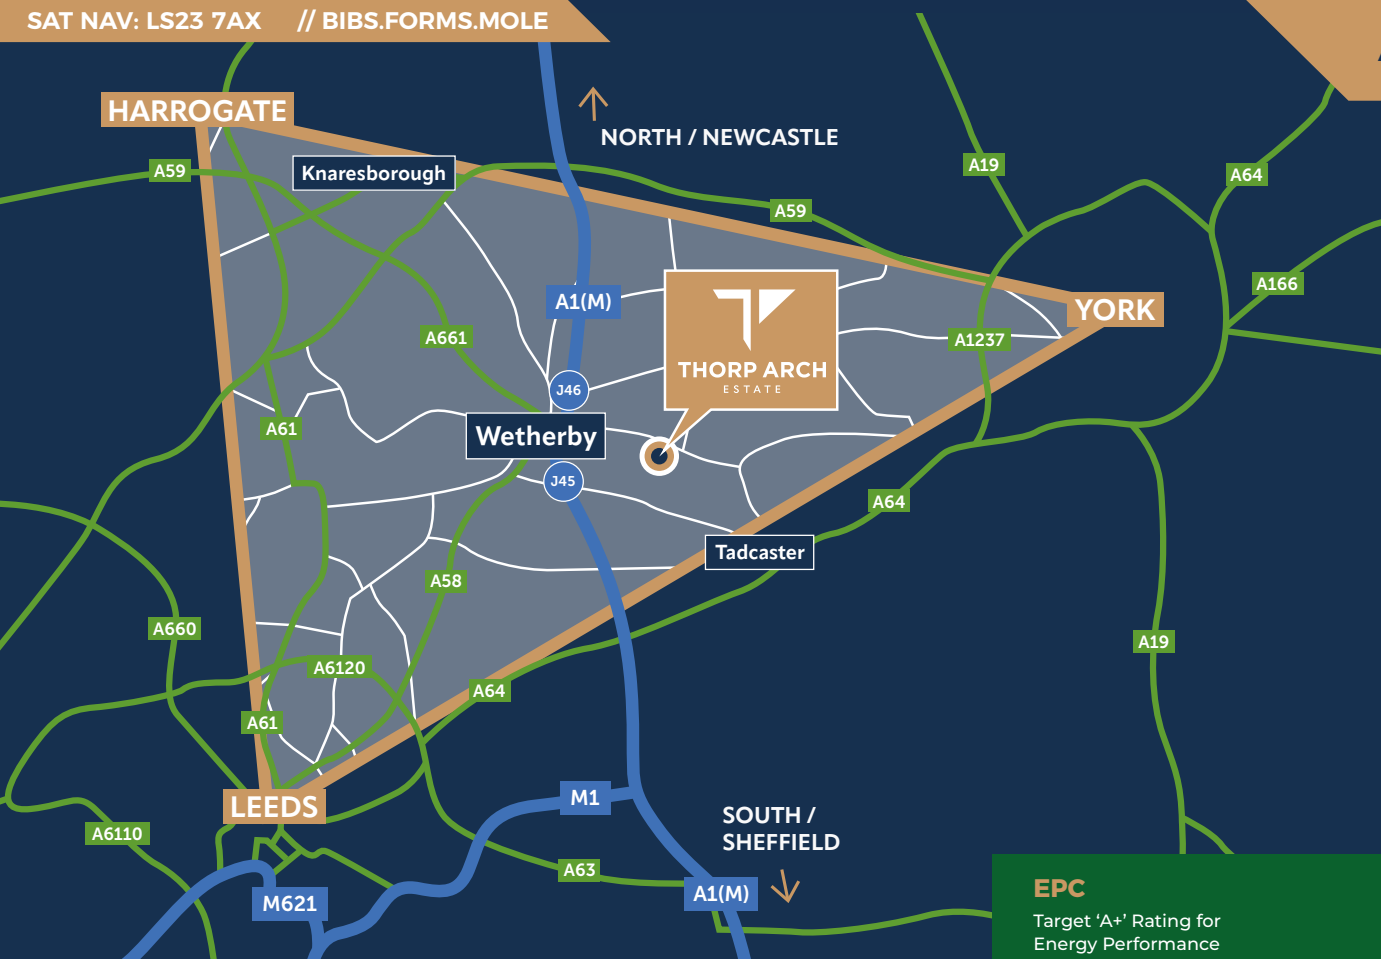 SAT NAV: LS23 7AX // BIBS.FORMS.MOLE
HARROGATE
NORTH / NEWCASTLE
A59
Knaresborough
A19
A64
A59
A166
A1(M)
YORK
A661
A1237
THORP ARCH
ESTATE
J46
A61
Wetherby
J45
A64
Tadcaster
A58
A660
A19
A6120
A64
A61
M1
LEEDS
SOUTH /
SHEFFIELD
A6110
A63
A1(M)
M621
EPC
Target ‘A+’ Rating for
Energy Performance